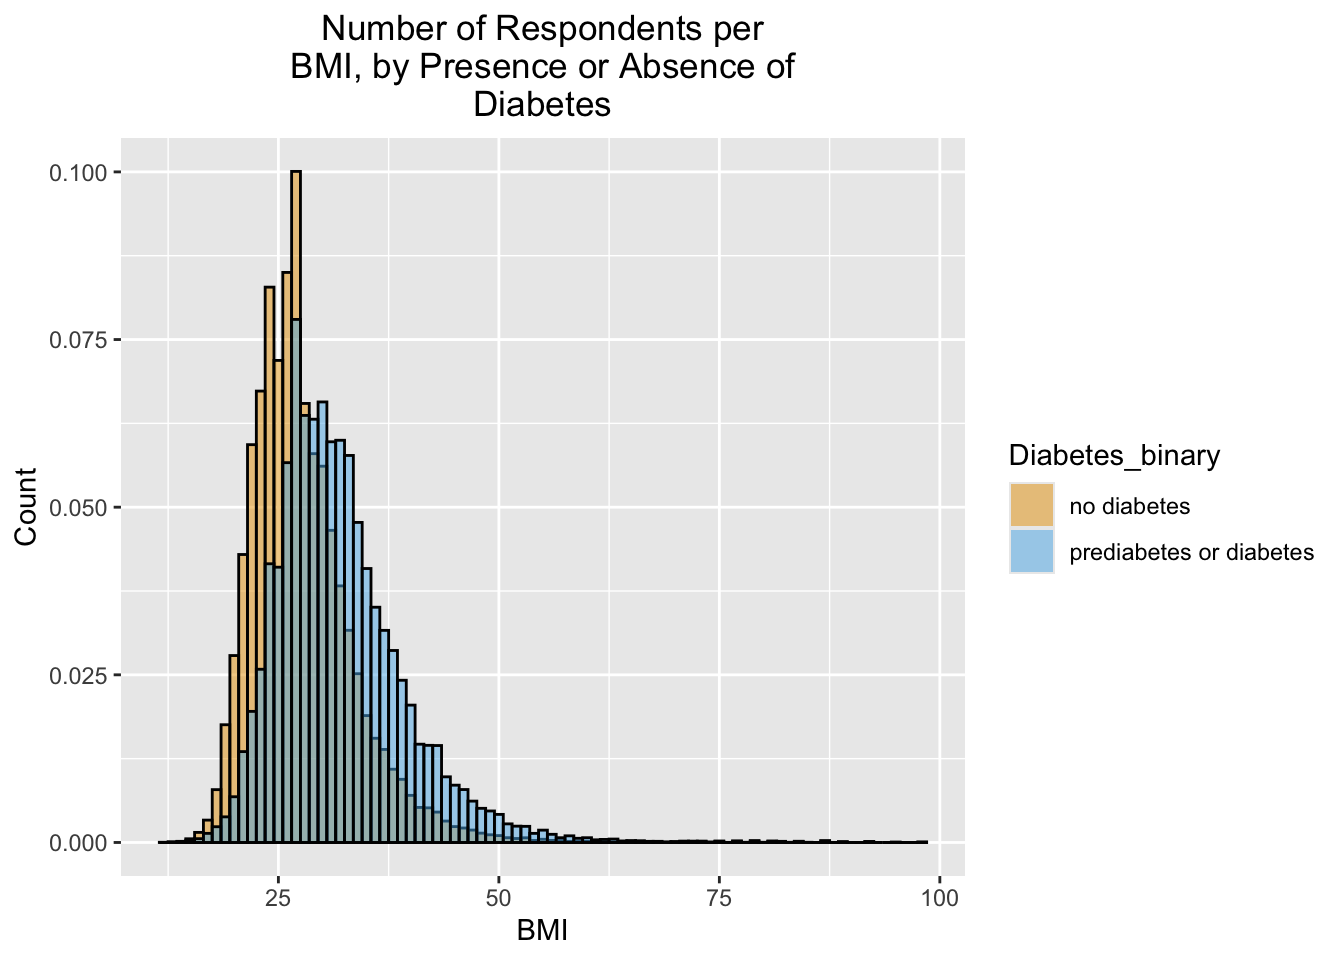 Number of Respondents per
BMI, by Presence or Absence of
Diabetes
0.100
0.075
0.050
0.025
0.000
Count
25
50
75
100
BMI
Diabetes_binary
no diabetes
prediabetes or diabetes